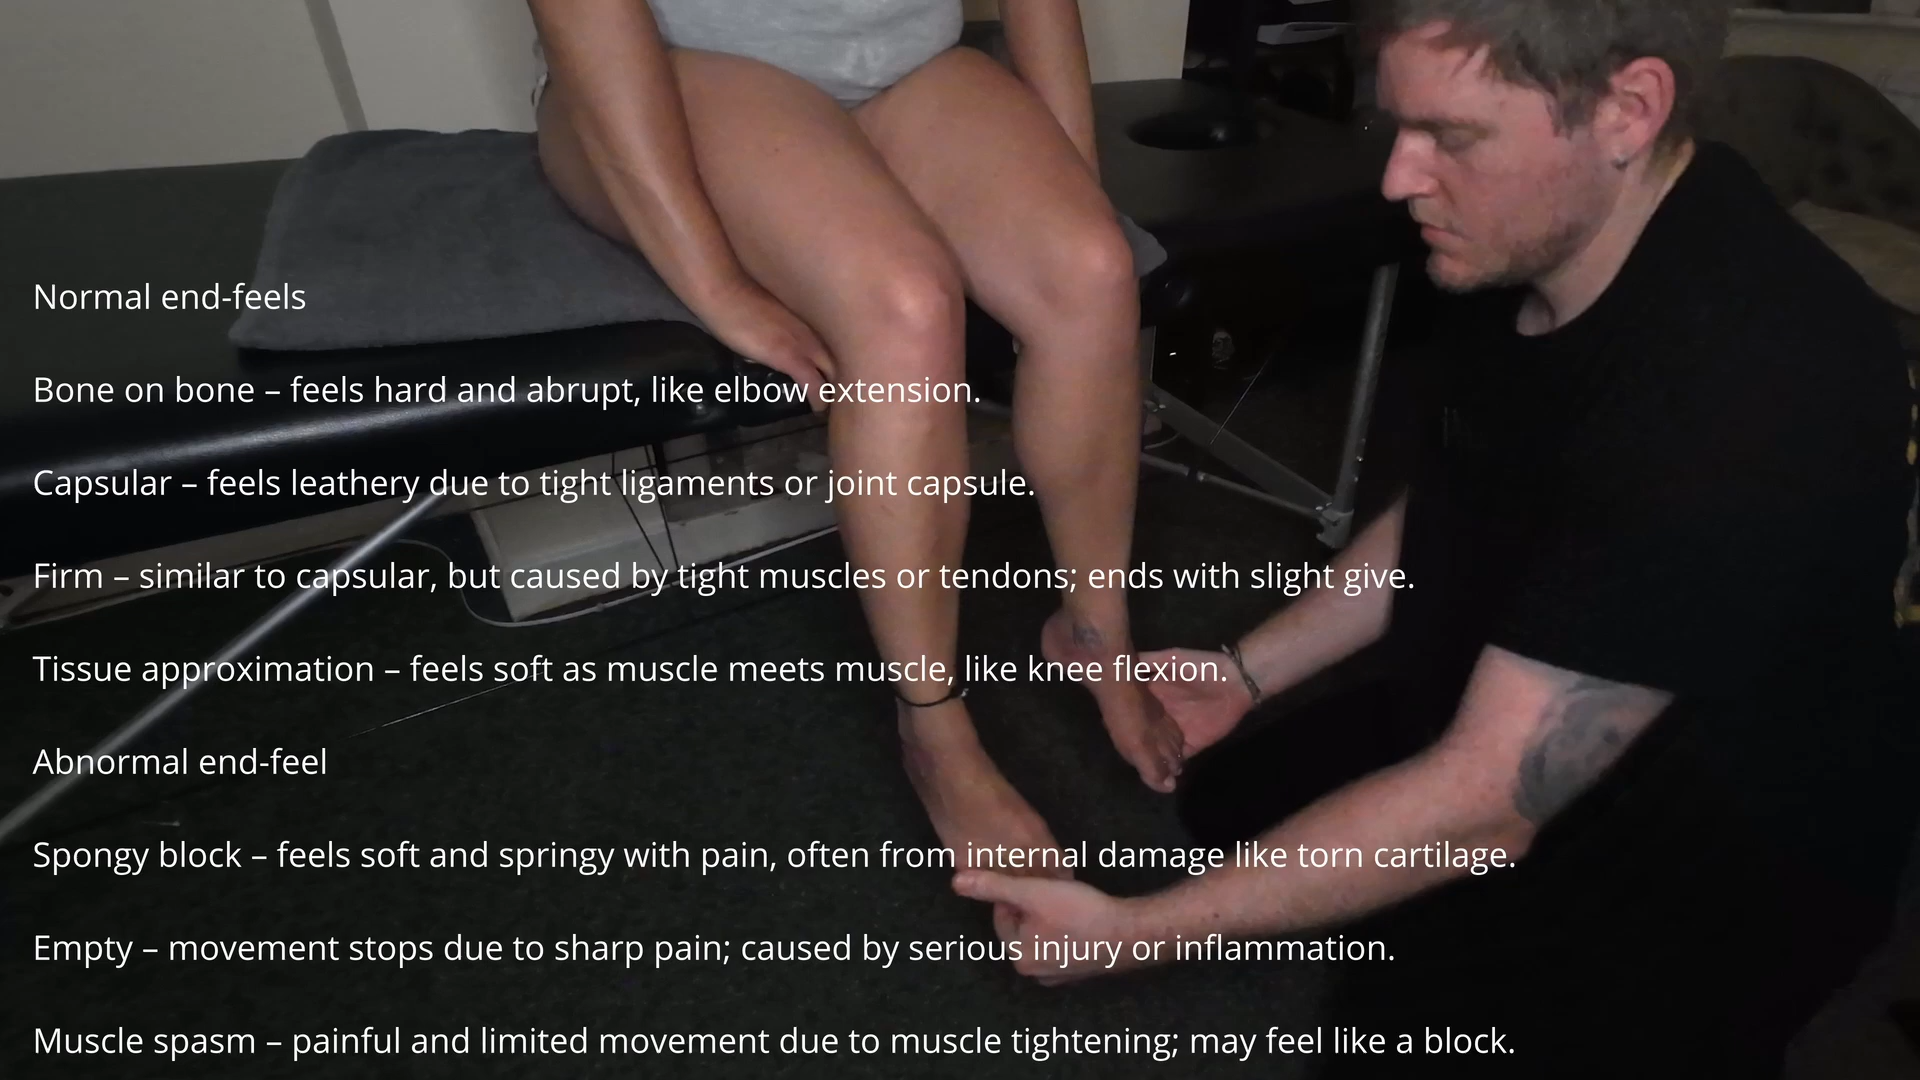 Normal end-feels
Bone on bone – feels hard and abrupt, like elbow extension.
Capsular – feels leathery due to tight ligaments or joint capsule.
Firm – similar to capsular, but caused by tight muscles or tendons; ends with slight give.
Tissue approximation – feels soft as muscle meets muscle, like knee flexion.
Abnormal end-feel
Spongy block – feels soft and springy with pain, often from internal damage like torn cartilage.
Empty – movement stops due to sharp pain; caused by serious injury or inflammation.
Muscle spasm – painful and limited movement due to muscle tightening; may feel like a block.